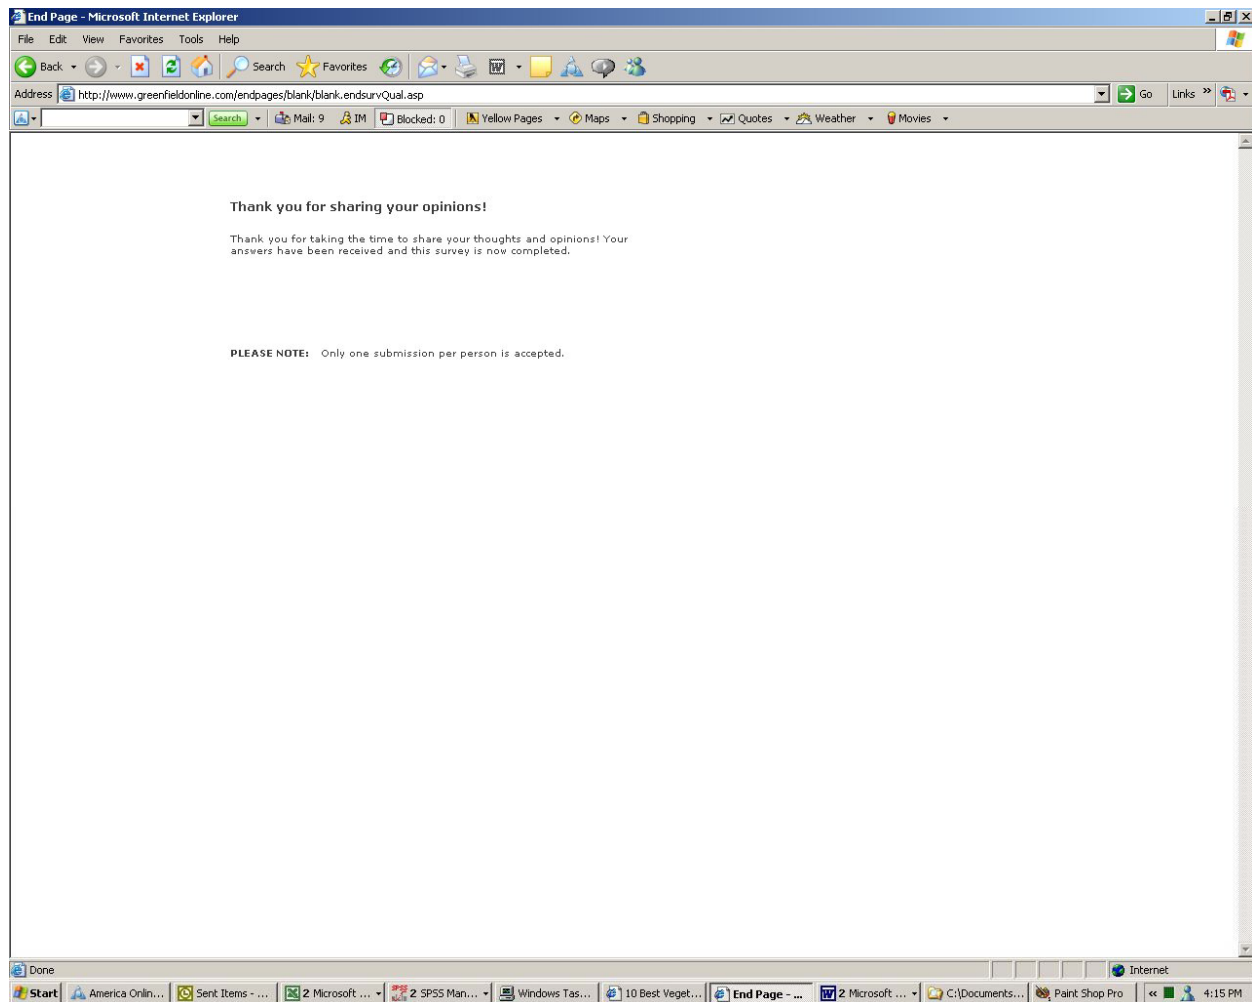 End Page - Microsoft Internet Explorer
File Edit View Favorites Tools Help
Back Search Favorites
Address http://www.greenfieldonline.com/endpages/blank/blank.endsurvQual.asp Go Links »
Search Mail: 9 IM Blocked: 0 Yellow Pages Maps Shopping Quotes Weather Movies
Thank you for sharing your opinions!
Thank you for taking the time to share your thoughts and opinions! Your
answers have been received and this survey is now completed.
PLEASE NOTE: Only one submission per person is accepted.
Done Internet
Start America Onlin... Sent Items - ... 2 Microsoft ... 2 SPSS Man... Windows Tas... 10 Best Veget... End Page - ... 2 Microsoft ... C:\Documents... Paint Shop Pro « 4:15 PM